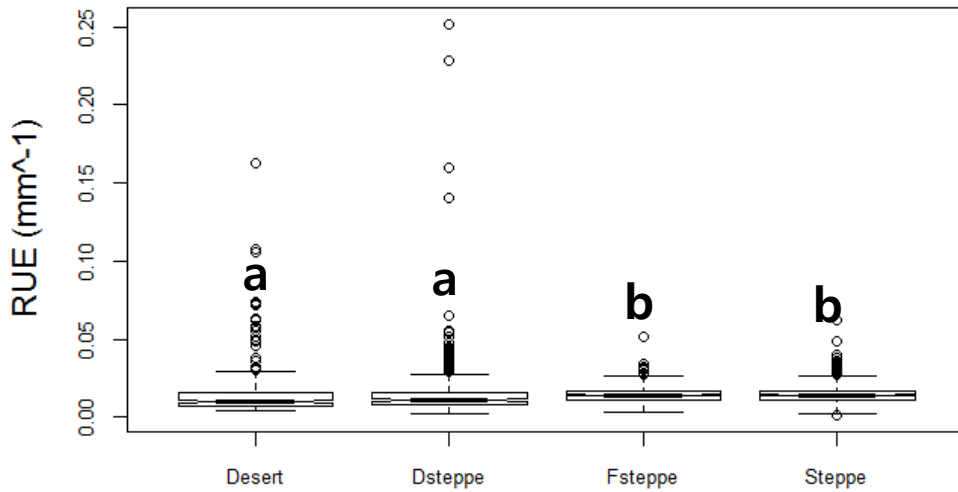 RUE (mm^-1)
0.25
0.20
0.15
0.10
0.05
0.00
a
a
b
b
Desert
Dsteppe
Fsteppe
Steppe